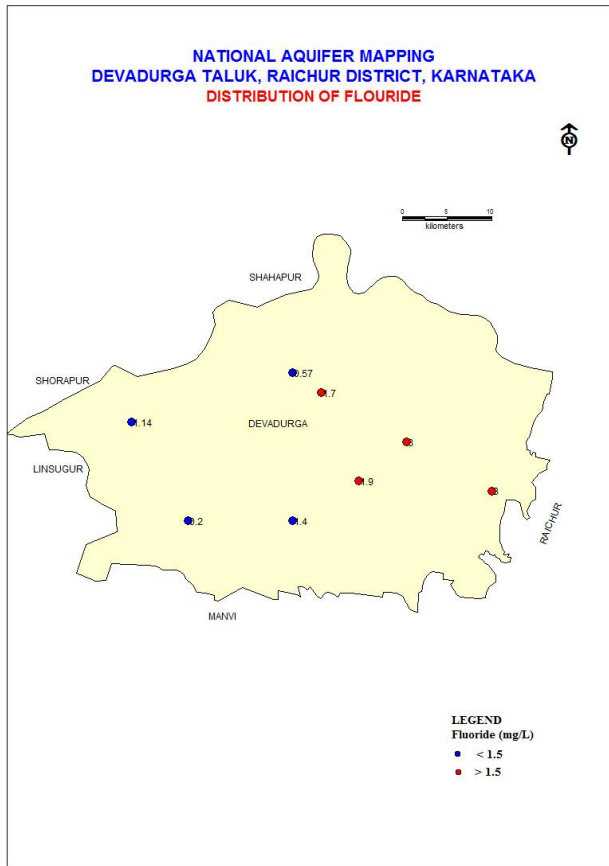 NATIONAL AQUIFER MAPPING
DEVADURGA TALUK, RAICHUR DISTRICT, KARNATAKA
DISTRIBUTION OF FLOURIDE
N
0 5 10
kilometers
SHAHAPUR
0.57
SHORAPUR
1.7
1.14
DEVADURGA
3
LINSUGUR
1.9
3
RAICHUR
0.2
1.4
MANVI
LEGEND
Fluoride (mg/L)
< 1.5
> 1.5